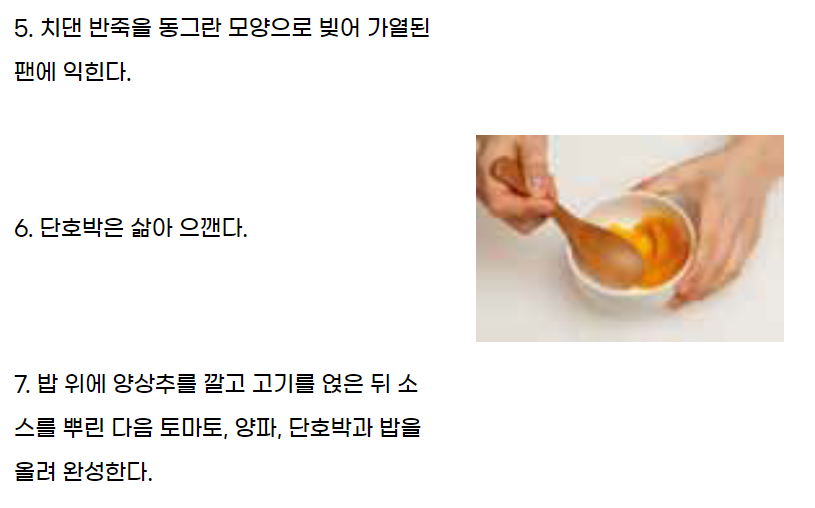 5. 치댄 반죽을 동그란 모양으로 빚어 가열된
팬에 익힌다.
6. 단호박은 삶아 으깬다.
7. 밥 위에 양상추를 깔고 고기를 얹은 뒤 소
스를 뿌린 다음 토마토, 양파, 단호박과 밥을
올려 완성한다.